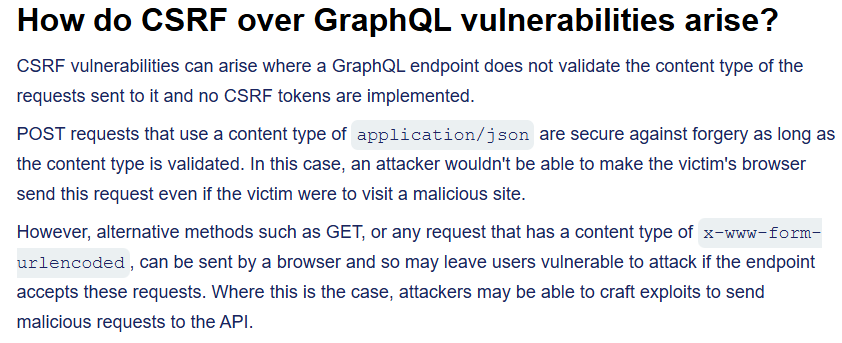 How do CSRF over GraphQL vulnerabilities arise?
CSRF vulnerabilities can arise where a GraphQL endpoint does not validate the content type of the
requests sent to it and no CSRF tokens are implemented.
POST requests that use a content type of application/json are secure against forgery as long as
the content type is validated. In this case, an attacker wouldn't be able to make the victim's browser
send this request even if the victim were to visit a malicious site.
However, alternative methods such as GET, or any request that has a content type of x-www-form-
urlencoded, can be sent by a browser and so may leave users vulnerable to attack if the endpoint
accepts these requests. Where this is the case, attackers may be able to craft exploits to send
malicious requests to the API.